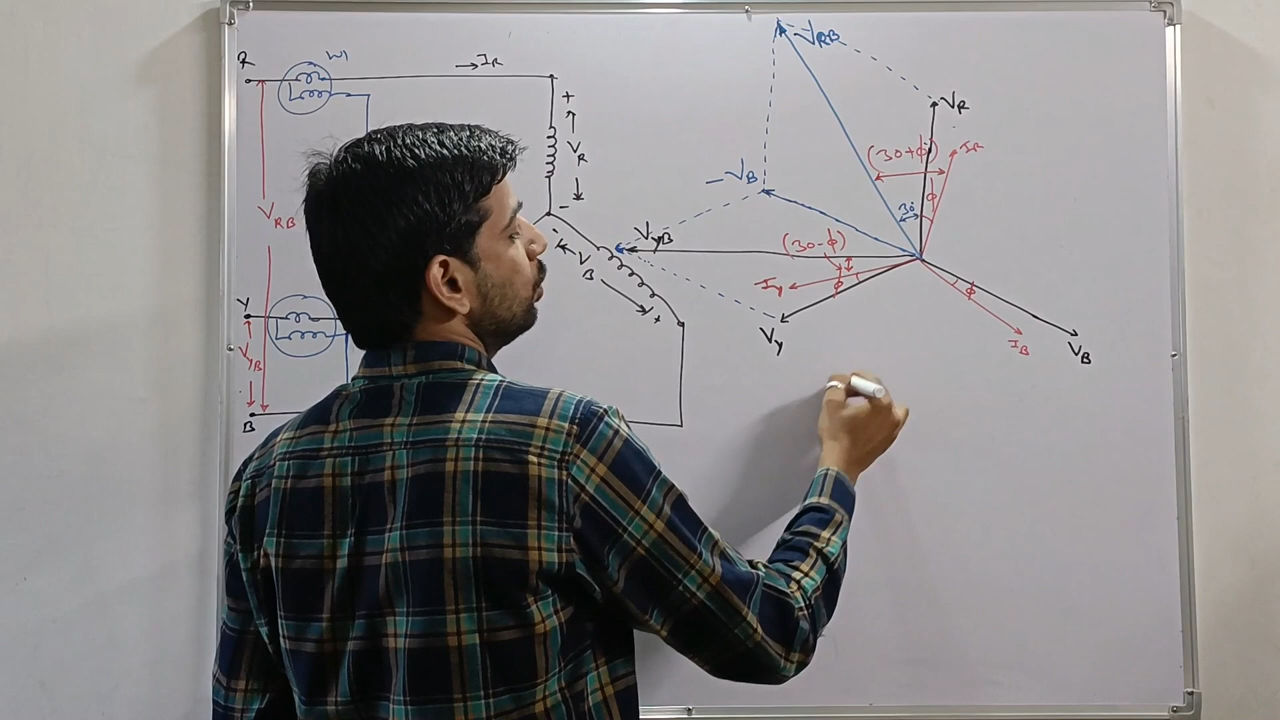 R
W1
→IR
+
VR
-
VRB
-
VB
+
Y
VYB
B
VRB
VR
(30+ϕ)
IR
ϕ
30
-VB
VYB
(30-ϕ)
IY
ϕ
VY
ϕ
IB
VB